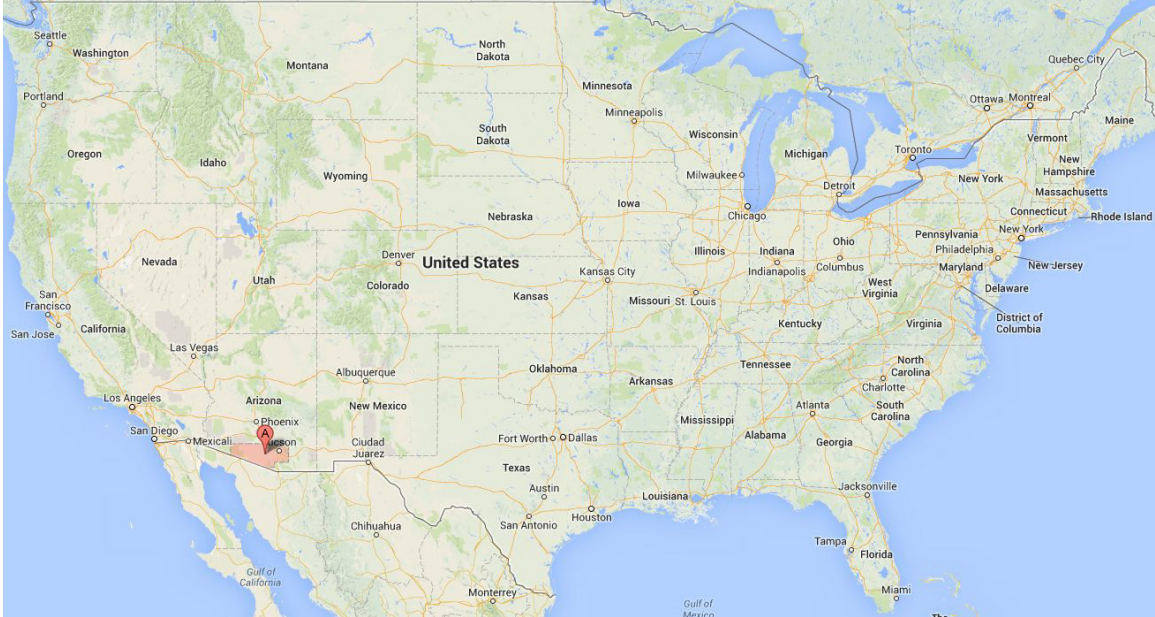 Seattle
Washington
Portland
Oregon
Idaho
Montana
North
Dakota
South
Dakota
Wyoming
Nebraska
Minnesota
Minneapolis
Wisconsin
Milwaukee
Michigan
Detroit
Chicago
Iowa
Toronto
Ottawa
Montreal
Quebec City
Maine
Vermont
New
Hampshire
Massachusetts
Connecticut
Rhode Island
New York
New York
Pennsylvania
Philadelphia
New Jersey
Maryland
Delaware
District of
Columbia
Ohio
Columbus
Indiana
Indianapolis
Illinois
West
Virginia
Virginia
Kentucky
Missouri
St. Louis
Kansas City
Kansas
United States
Denver
Colorado
Utah
Nevada
San
Francisco
San Jose
California
Las Vegas
Los Angeles
San Diego
Mexicali
Arizona
Phoenix
A
Albuquerque
New Mexico
Ciudad
Juarez
Oklahoma
Arkansas
Tennessee
North
Carolina
Charlotte
South
Carolina
Atlanta
Georgia
Alabama
Mississippi
Fort Worth
Dallas
Texas
Austin
San Antonio
Houston
Louisiana
Jacksonville
Tampa
Florida
Miami
Chihuahua
Monterrey
Gulf of
California
Gulf of
Mexico
The